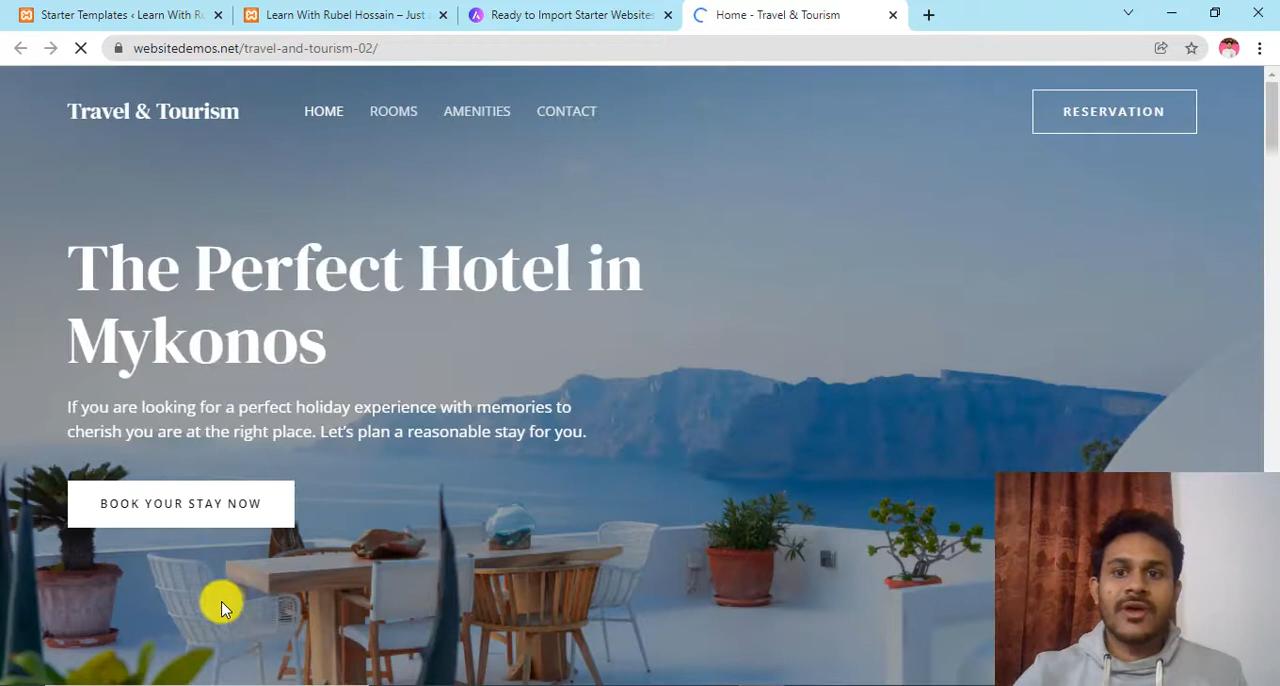 Starter Templates ‹ Learn With Ru
Learn With Rubel Hossain – Just a
Ready to Import Starter Websites
Home - Travel & Tourism
websitedemos.net/travel-and-tourism-02/
Travel & Tourism
HOME
ROOMS
AMENITIES
CONTACT
RESERVATION
The Perfect Hotel in
Mykonos
If you are looking for a perfect holiday experience with memories to
cherish you are at the right place. Let’s plan a reasonable stay for you.
BOOK YOUR STAY NOW